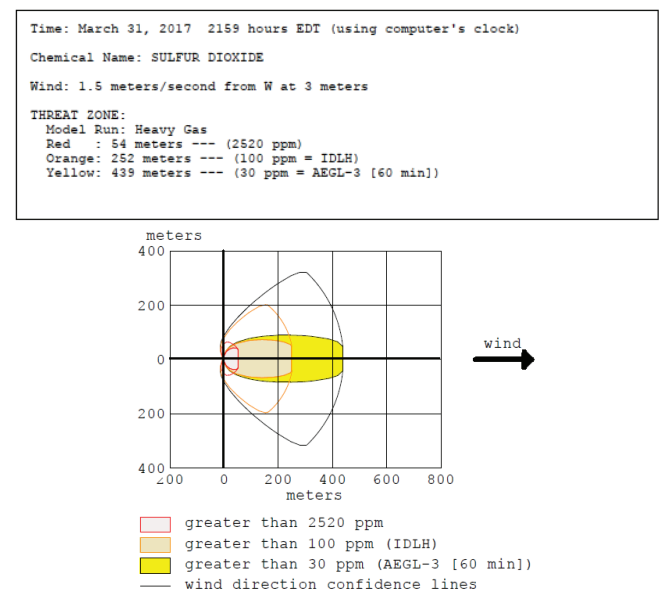 Time: March 31, 2017  2159 hours EDT (using computer's clock)
Chemical Name: SULFUR DIOXIDE
Wind: 1.5 meters/second from W at 3 meters
THREAT ZONE:
Model Run: Heavy Gas
Red   : 54 meters --- (2520 ppm)
Orange: 252 meters --- (100 ppm = IDLH)
Yellow: 439 meters --- (30 ppm = AEGL-3 [60 min])
meters
400
200
wind
0
200
400
200 0 200 400 600 800
meters
greater than 2520 ppm
greater than 100 ppm (IDLH)
greater than 30 ppm (AEGL-3 [60 min])
wind direction confidence lines